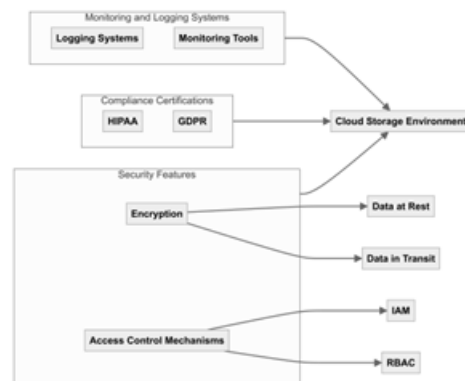 Monitoring and Logging Systems
Logging Systems
Monitoring Tools
Compliance Certifications
HIPAA
GDPR
Cloud Storage Environment
Security Features
Encryption
Data at Rest
Data in Transit
Access Control Mechanisms
IAM
RBAC